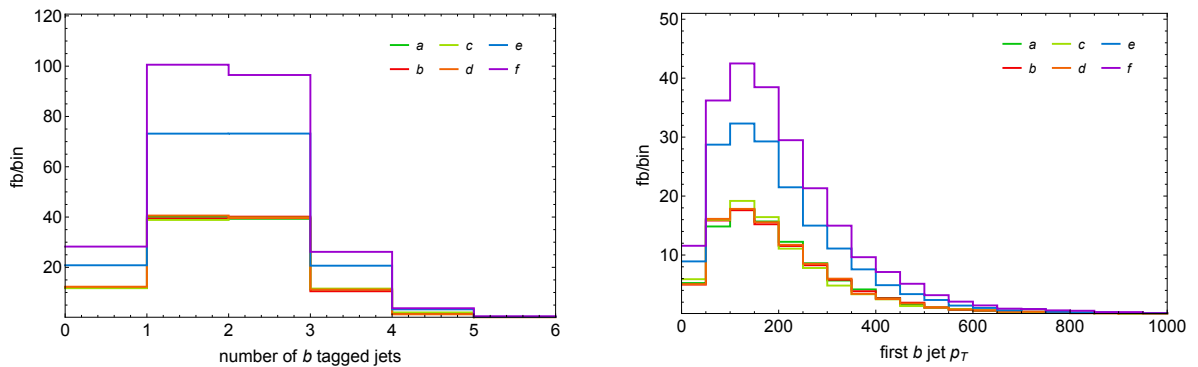 fb/bin
120
100
80
60
40
20
0 1 2 3 4 5 6
number of b tagged jets
a c e
b d f
fb/bin
50
40
30
20
10
0 200 400 600 800 1000
first b jet pT
a c e
b d f